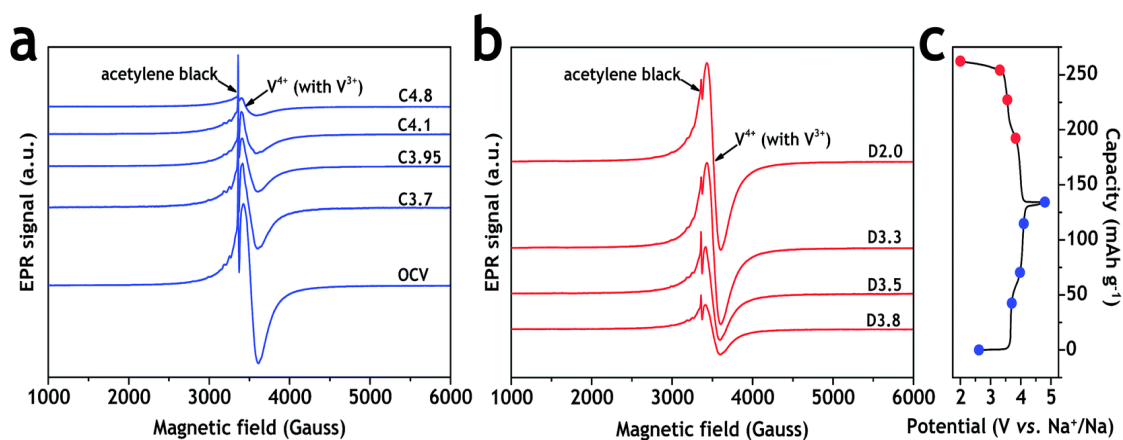 a
acetylene black
V⁴⁺ (with V³⁺)
C4.8
C4.1
C3.95
C3.7
OCV
EPR signal (a.u.)
1000 2000 3000 4000 5000 6000
Magnetic field (Gauss)
b
acetylene black
V⁴⁺ (with V³⁺)
D2.0
D3.3
D3.5
D3.8
EPR signal (a.u.)
1000 2000 3000 4000 5000 6000
Magnetic field (Gauss)
c
250
200
150
100
50
0
Capacity (mAh g⁻¹)
2 3 4 5
Potential (V vs. Na⁺/Na)